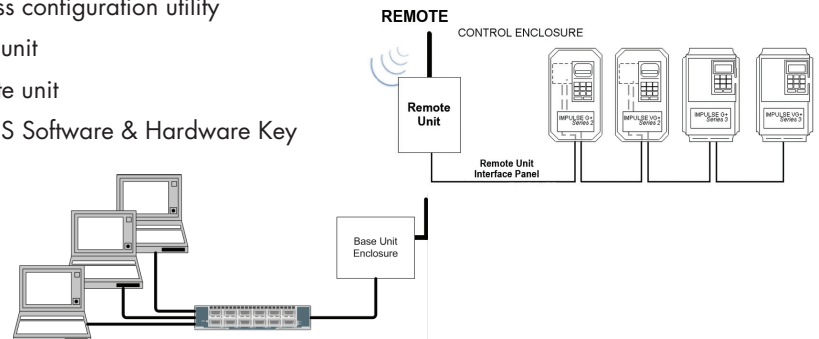 ss configuration utility
unit
te unit
S Software & Hardware Key
REMOTE
CONTROL ENCLOSURE
Remote
Unit
IMPULSE G+
Series 2
IMPULSE VG+
Series 2
IMPULSE G+
Series 3
IMPULSE VG+
Series 3
Remote Unit
Interface Panel
Base Unit
Enclosure